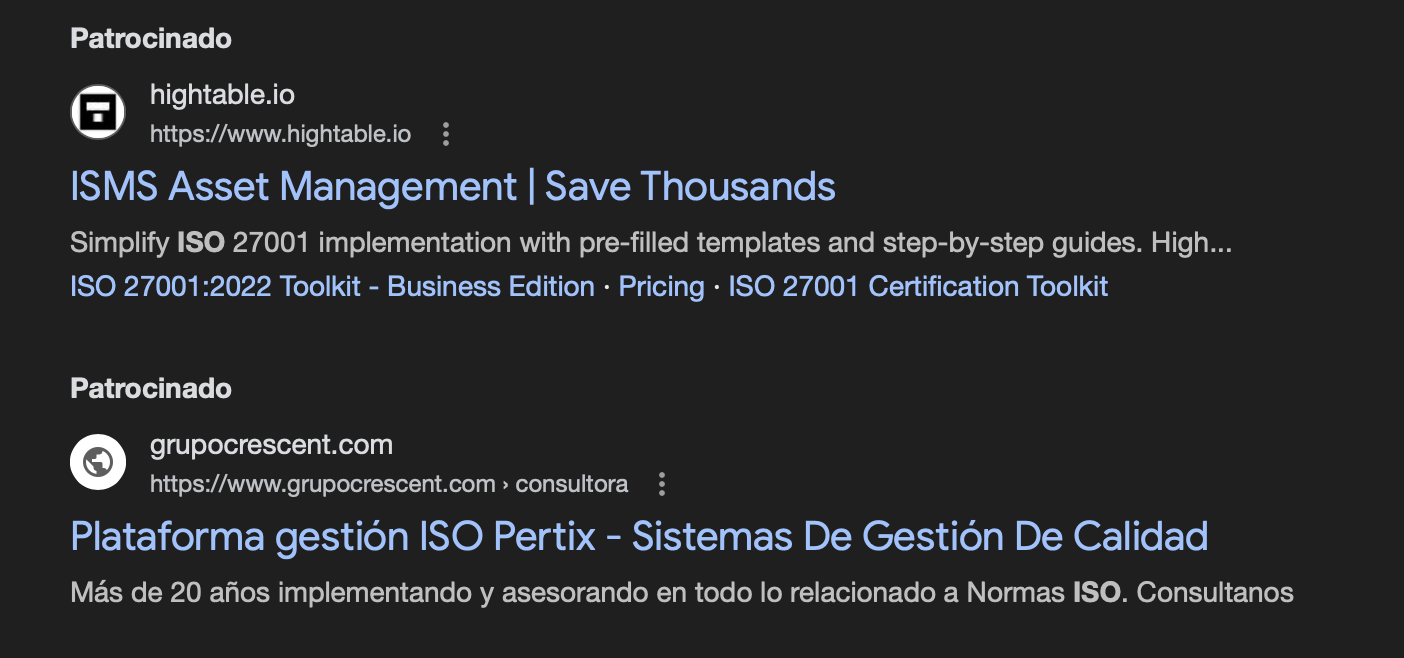 Patrocinado
hightable.io
https://www.hightable.io
ISMS Asset Management | Save Thousands
Simplify ISO 27001 implementation with pre-filled templates and step-by-step guides. High...
ISO 27001:2022 Toolkit - Business Edition · Pricing · ISO 27001 Certification Toolkit
Patrocinado
grupocrescent.com
https://www.grupocrescent.com › consultora
Plataforma gestión ISO Pertix - Sistemas De Gestión De Calidad
Más de 20 años implementando y asesorando en todo lo relacionado a Normas ISO. Consultanos